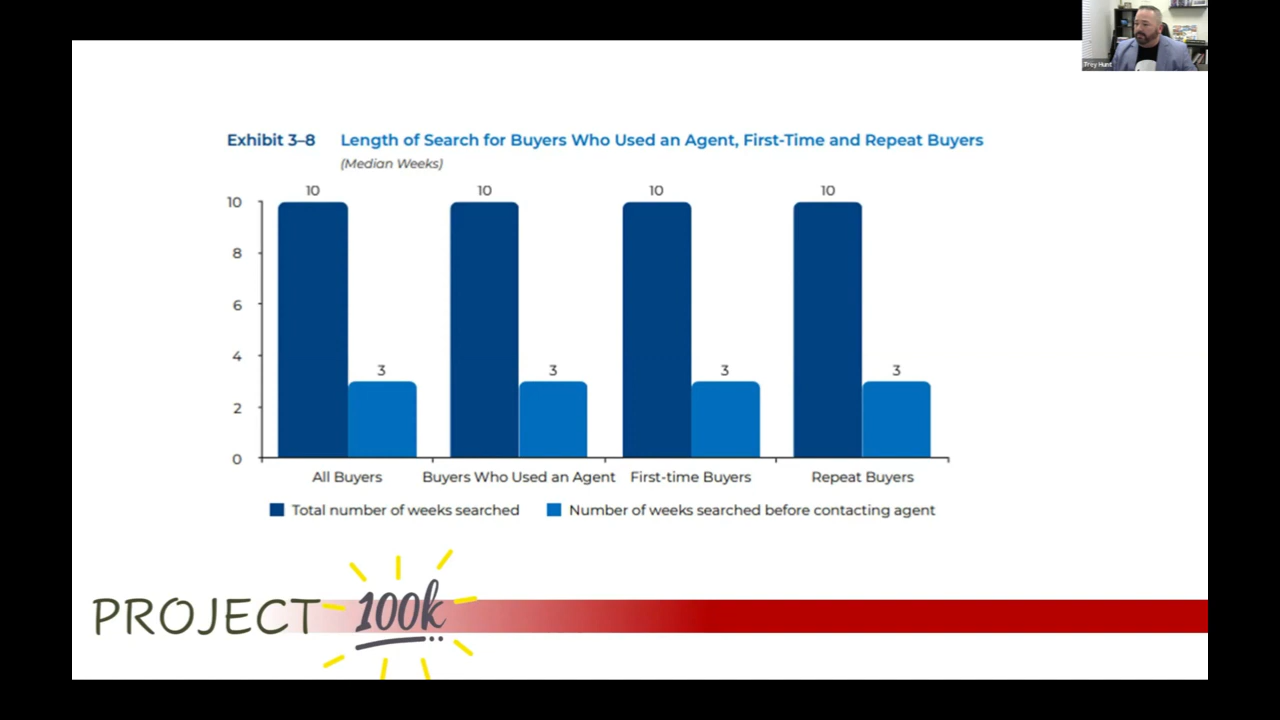 Trey Hunt
Exhibit 3–8 Length of Search for Buyers Who Used an Agent, First-Time and Repeat Buyers
(Median Weeks)
10 10 10 10
10
8
6
4
3 3 3 3
2
0
All Buyers Buyers Who Used an Agent First-time Buyers Repeat Buyers
Total number of weeks searched Number of weeks searched before contacting agent
PROJECT 100k